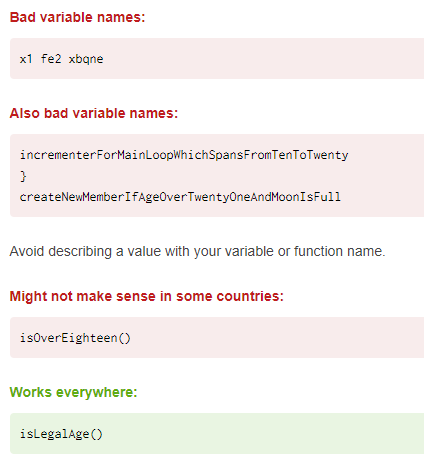 Bad variable names:
x1 fe2 xbqne
Also bad variable names:
incrementerForMainLoopWhichSpansFromTenToTwenty
}
createNewMemberIfAgeOverTwentyOneAndMoonIsFull
Avoid describing a value with your variable or function name.
Might not make sense in some countries:
isOverEighteen()
Works everywhere:
isLegalAge()